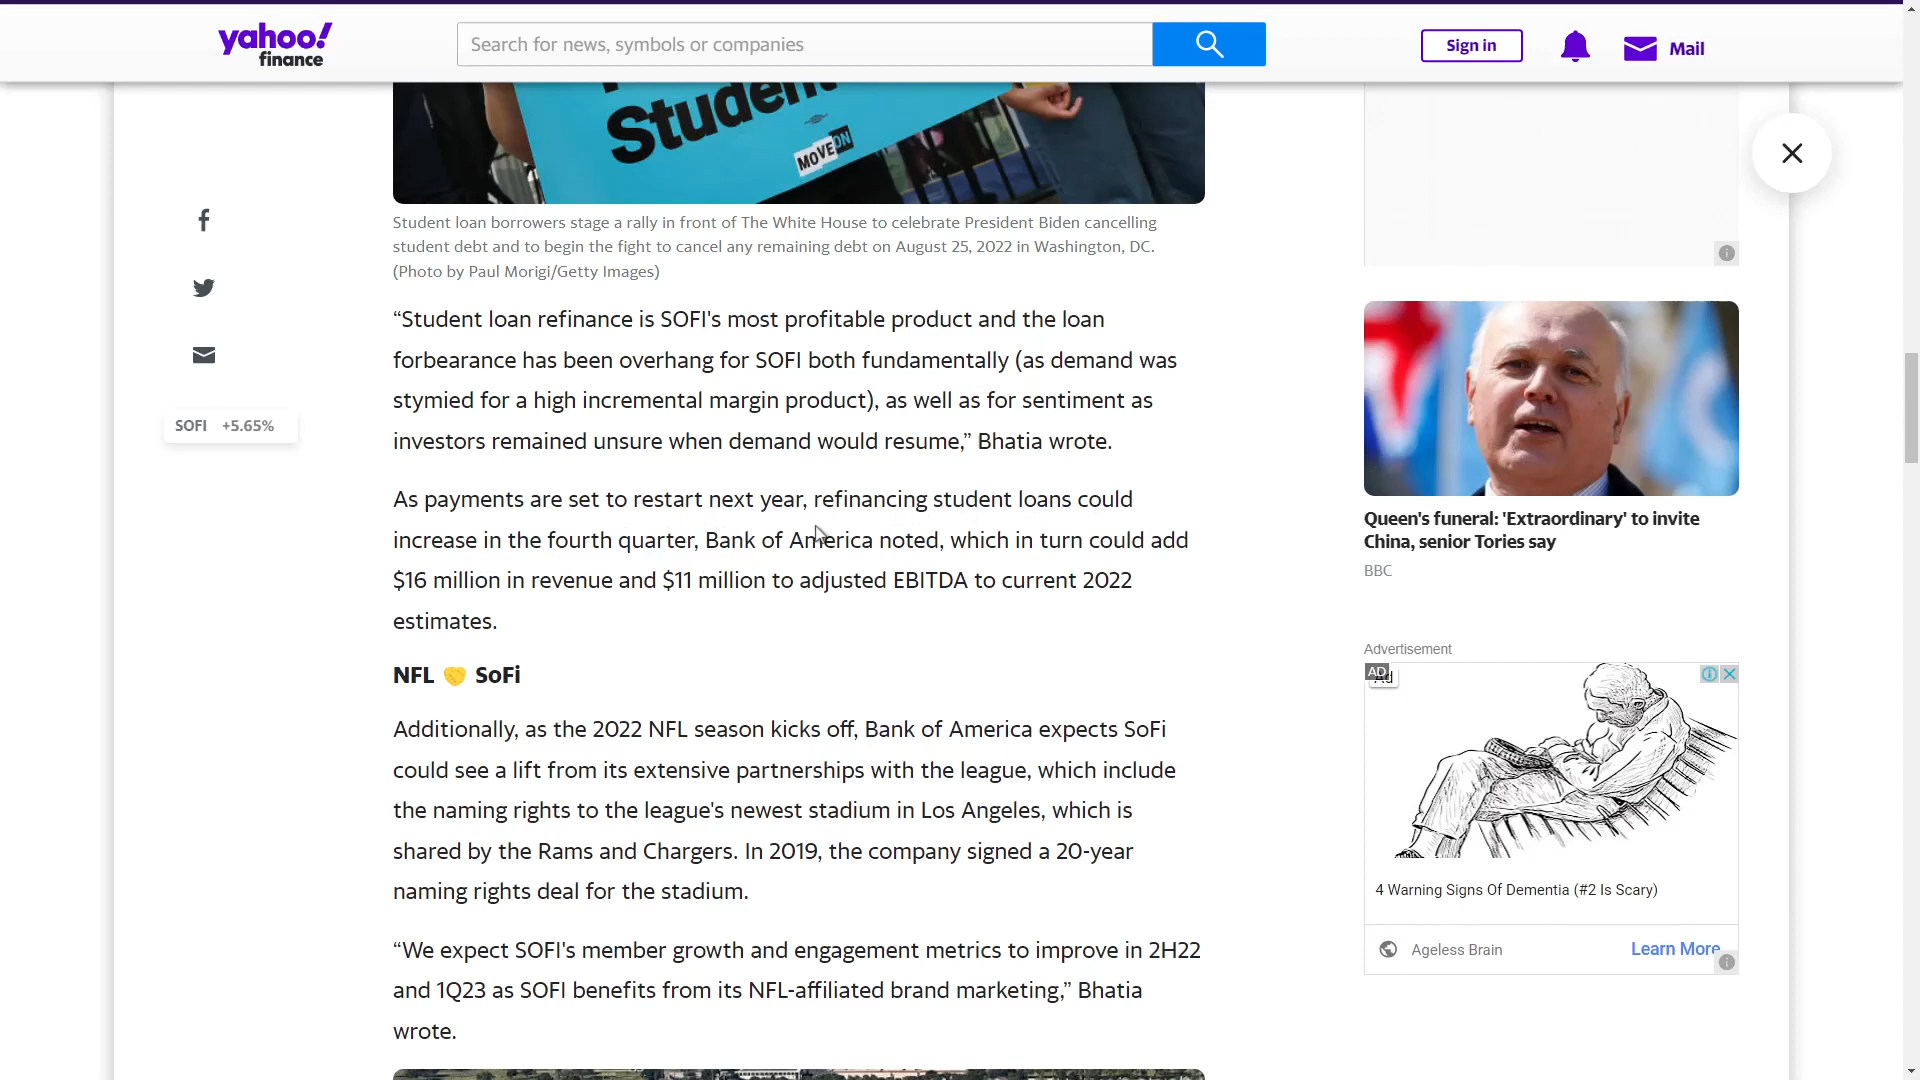 yahoo!
finance
Search for news, symbols or companies
Sign in
Mail
Student
MOVEON
Student loan borrowers stage a rally in front of The White House to celebrate President Biden cancelling
student debt and to begin the fight to cancel any remaining debt on August 25, 2022 in Washington, DC.
(Photo by Paul Morigi/Getty Images)
SOFI +5.65%
“Student loan refinance is SOFI's most profitable product and the loan
forbearance has been overhang for SOFI both fundamentally (as demand was
stymied for a high incremental margin product), as well as for sentiment as
investors remained unsure when demand would resume,” Bhatia wrote.
As payments are set to restart next year, refinancing student loans could
increase in the fourth quarter, Bank of America noted, which in turn could add
$16 million in revenue and $11 million to adjusted EBITDA to current 2022
estimates.
NFL 🤝 SoFi
Additionally, as the 2022 NFL season kicks off, Bank of America expects SoFi
could see a lift from its extensive partnerships with the league, which include
the naming rights to the league's newest stadium in Los Angeles, which is
shared by the Rams and Chargers. In 2019, the company signed a 20-year
naming rights deal for the stadium.
“We expect SOFI's member growth and engagement metrics to improve in 2H22
and 1Q23 as SOFI benefits from its NFL-affiliated brand marketing,” Bhatia
wrote.
Queen's funeral: 'Extraordinary' to invite
China, senior Tories say
BBC
Advertisement
AD
Ad
4 Warning Signs Of Dementia (#2 Is Scary)
Ageless Brain
Learn More